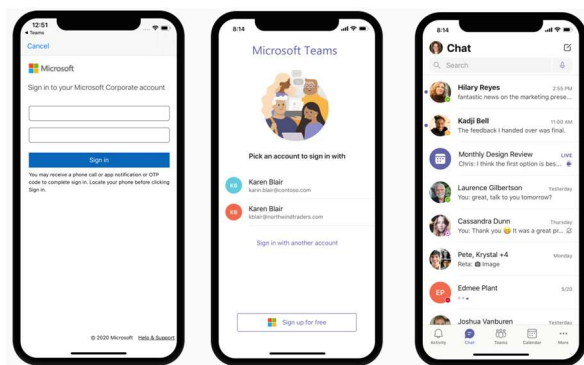 12:51
Teams
Cancel
Microsoft
Sign in to your Microsoft Corporate account
Sign in
You may receive a phone call or app notification or OTP
code to complete sign in. Locate your phone before clicking
Sign in.
© 2020 Microsoft Help & Support
8:14
Microsoft Teams
Pick an account to sign in with
KB
Karen Blair
karin.blair@contoso.com
KB
Karen Blair
kblair@northwindtraders.com
Sign in with another account
Sign up for free
8:14
Chat
Search
Hilary Reyes 2:55 PM
fantastic news on the marketing prese...
Kadji Bell 11:00 AM
The feedback I handed over was final.
Monthly Design Review LIVE
Chris: I think the first option is bes...
Laurence Gilbertson Yesterday
You: great, talk to you tomorrow?
Cassandra Dunn Thursday
You: Thank you 😄 It was a great pr...
Pete, Krystal +4 Monday
Reta: Image
EP
Edmee Plant 5/20
Joshua Vanburen Yesterday
Activity Chat Teams Calendar More